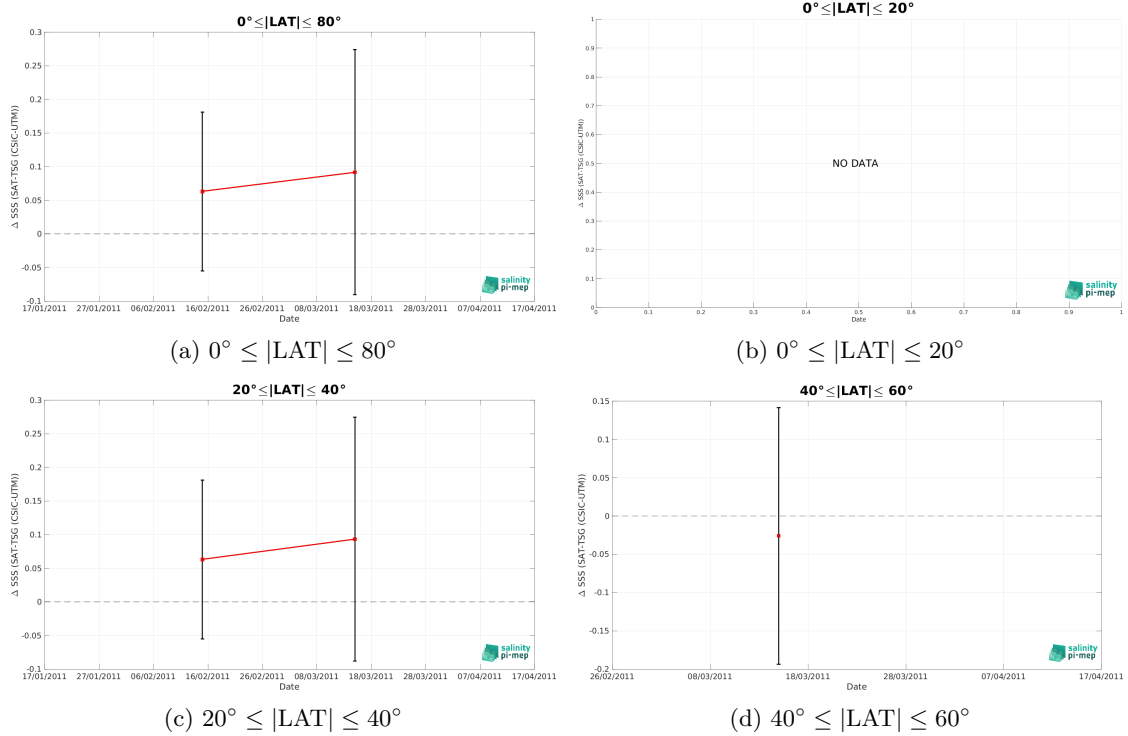 0°≤|LAT|≤ 80°
Δ SSS (SAT-TSG (CSIC-UTM))
0.3
0.25
0.2
0.15
0.1
0.05
0
-0.05
-0.1
17/01/2011 27/01/2011 06/02/2011 16/02/2011 26/02/2011 08/03/2011 18/03/2011 28/03/2011 07/04/2011 17/04/2011
Date
salinity
pi-mep
(a) 0° ≤ |LAT| ≤ 80°
0°≤|LAT|≤ 20°
Δ SSS (SAT-TSG (CSIC-UTM))
1
0.9
0.8
0.7
0.6
0.5
0.4
0.3
0.2
0.1
0
NO DATA
0 0.1 0.2 0.3 0.4 0.5 0.6 0.7 0.8 0.9 1
Date
salinity
pi-mep
(b) 0° ≤ |LAT| ≤ 20°
20°≤|LAT|≤ 40°
Δ SSS (SAT-TSG (CSIC-UTM))
0.3
0.25
0.2
0.15
0.1
0.05
0
-0.05
-0.1
17/01/2011 27/01/2011 06/02/2011 16/02/2011 26/02/2011 08/03/2011 18/03/2011 28/03/2011 07/04/2011 17/04/2011
Date
salinity
pi-mep
(c) 20° ≤ |LAT| ≤ 40°
40°≤|LAT|≤ 60°
Δ SSS (SAT-TSG (CSIC-UTM))
0.15
0.1
0.05
0
-0.05
-0.1
-0.15
-0.2
26/02/2011 08/03/2011 18/03/2011 28/03/2011 07/04/2011 17/04/2011
Date
salinity
pi-mep
(d) 40° ≤ |LAT| ≤ 60°